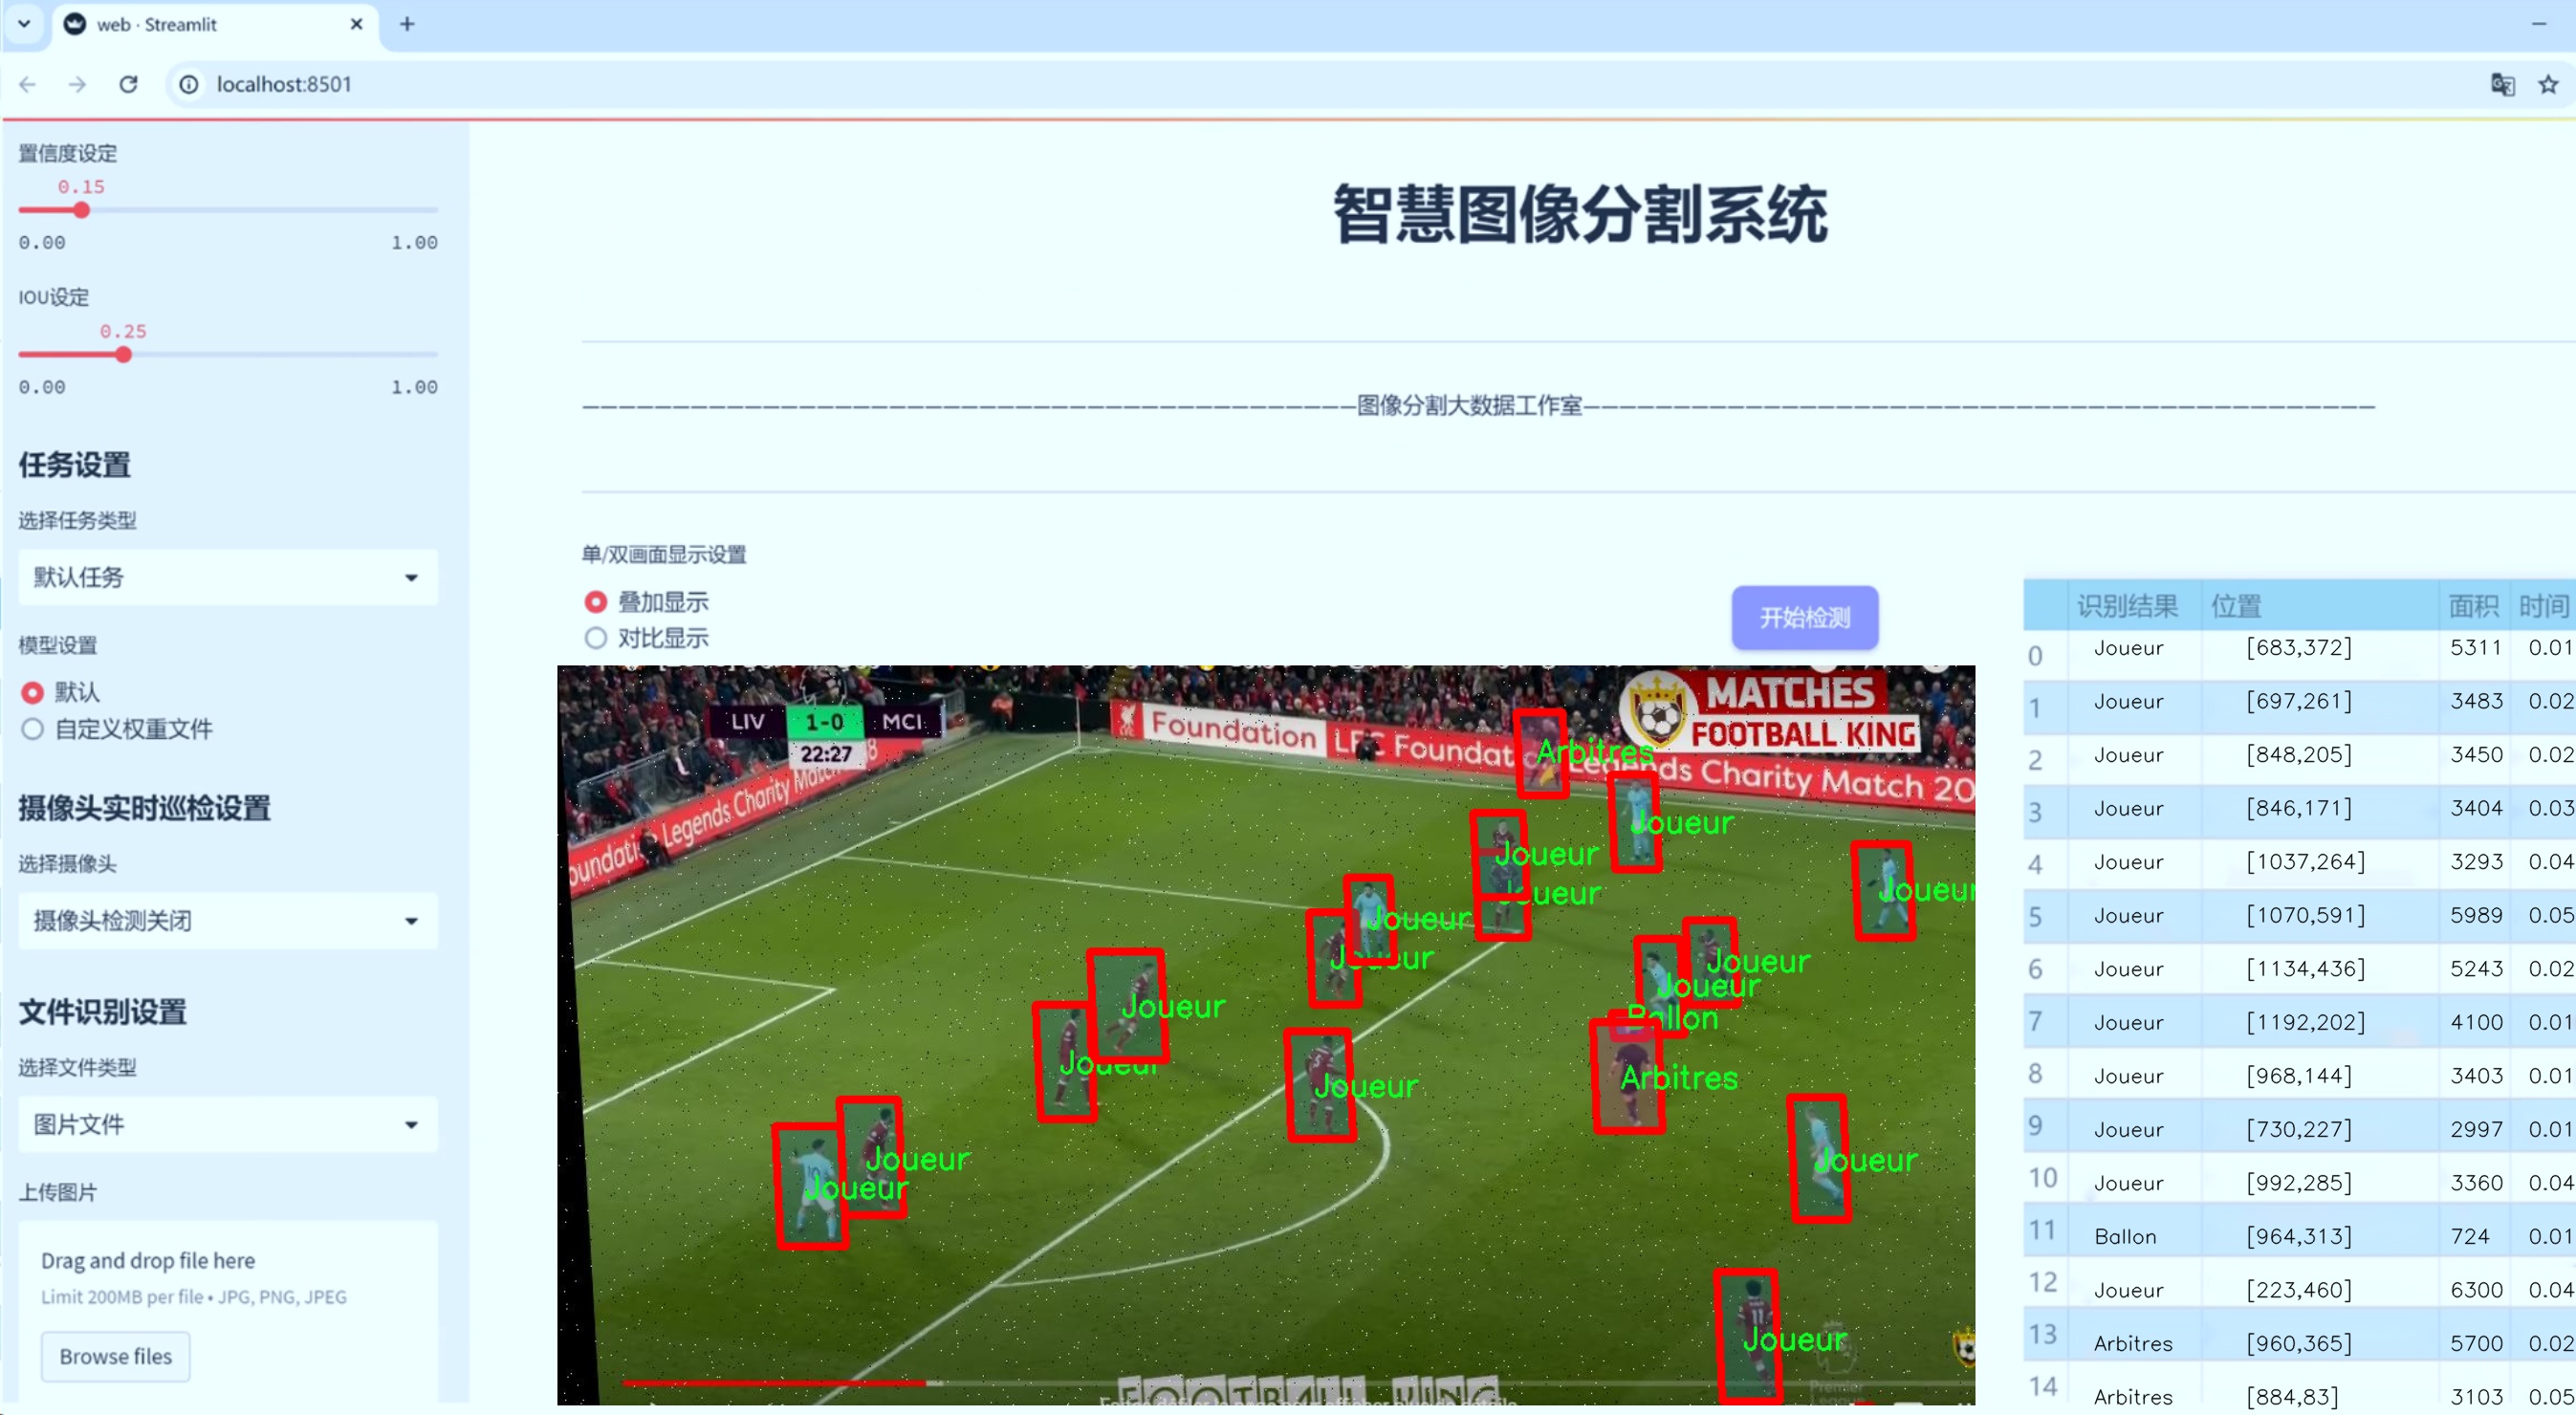 web · Streamlit
localhost:8501
置信度设定
0.15
0.00 1.00
IOU设定
0.25
0.00 1.00
任务设置
选择任务类型
默认任务
模型设置
默认
自定义权重文件
摄像头实时巡检设置
选择摄像头
摄像头检测关闭
文件识别设置
选择文件类型
图片文件
上传图片
Drag and drop file here
Limit 200MB per file • JPG, PNG, JPEG
Browse files
智慧图像分割系统
图像分割大数据工作室
单/双画面显示设置
叠加显示
对比显示
开始检测
LIV 1-0 MCI
22:27
MATCHES
FOOTBALL KING
Foundation
Legends Charity Match
Legends Charity Match 20
Arbitres
Joueur
Joueur
Joueur
Joueur
Joueur
Joueur
Joueur
Joueur
Joueur
Ballon
Joueur
Joueur
Joueur
Arbitres
Joueur
Joueur
Joueur
Joueur
FOOTBALL KING
识别结果 位置 面积 时间
0 Joueur [683,372] 5311 0.01
1 Joueur [697,261] 3483 0.02
2 Joueur [848,205] 3450 0.02
3 Joueur [846,171] 3404 0.03
4 Joueur [1037,264] 3293 0.04
5 Joueur [1070,591] 5989 0.05
6 Joueur [1134,436] 5243 0.02
7 Joueur [1192,202] 4100 0.01
8 Joueur [968,144] 3403 0.01
9 Joueur [730,227] 2997 0.01
10 Joueur [992,285] 3360 0.04
11 Ballon [964,313] 724 0.01
12 Joueur [223,460] 6300 0.04
13 Arbitres [960,365] 5700 0.02
14 Arbitres [884,83] 3103 0.05